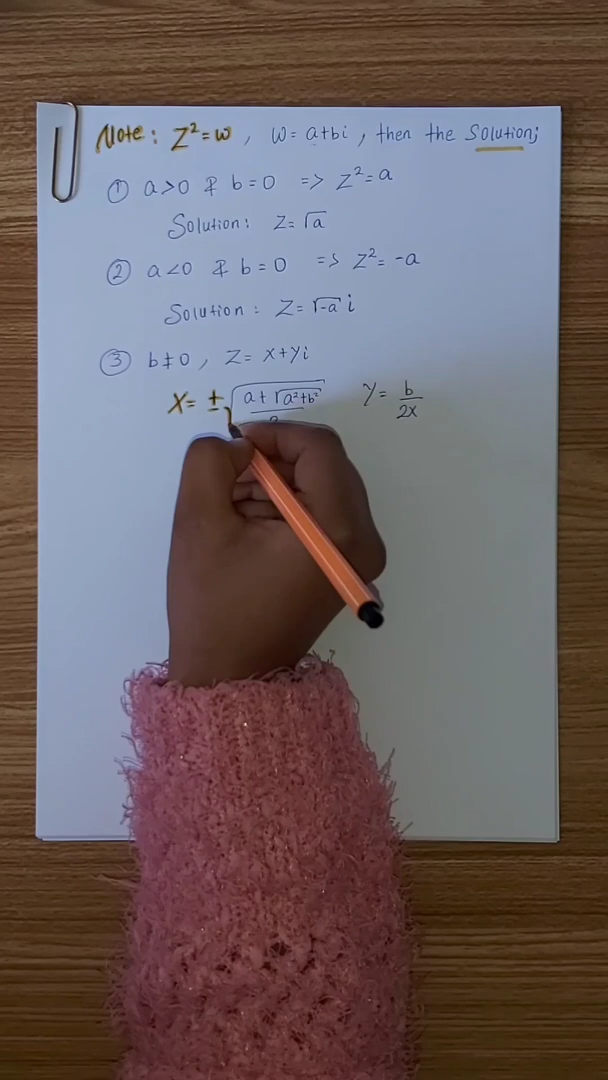 Note: Z²=w, w= a+bi, then the Solution;
① a>0 & b=0 => Z²=a
Solution: Z=√a
② a<0 & b=0 => Z²=-a
Solution: Z=√-a i
③ b≠0, Z= x+yi
X= ± √(a+√(a²+b²))/2 Y= b/2X